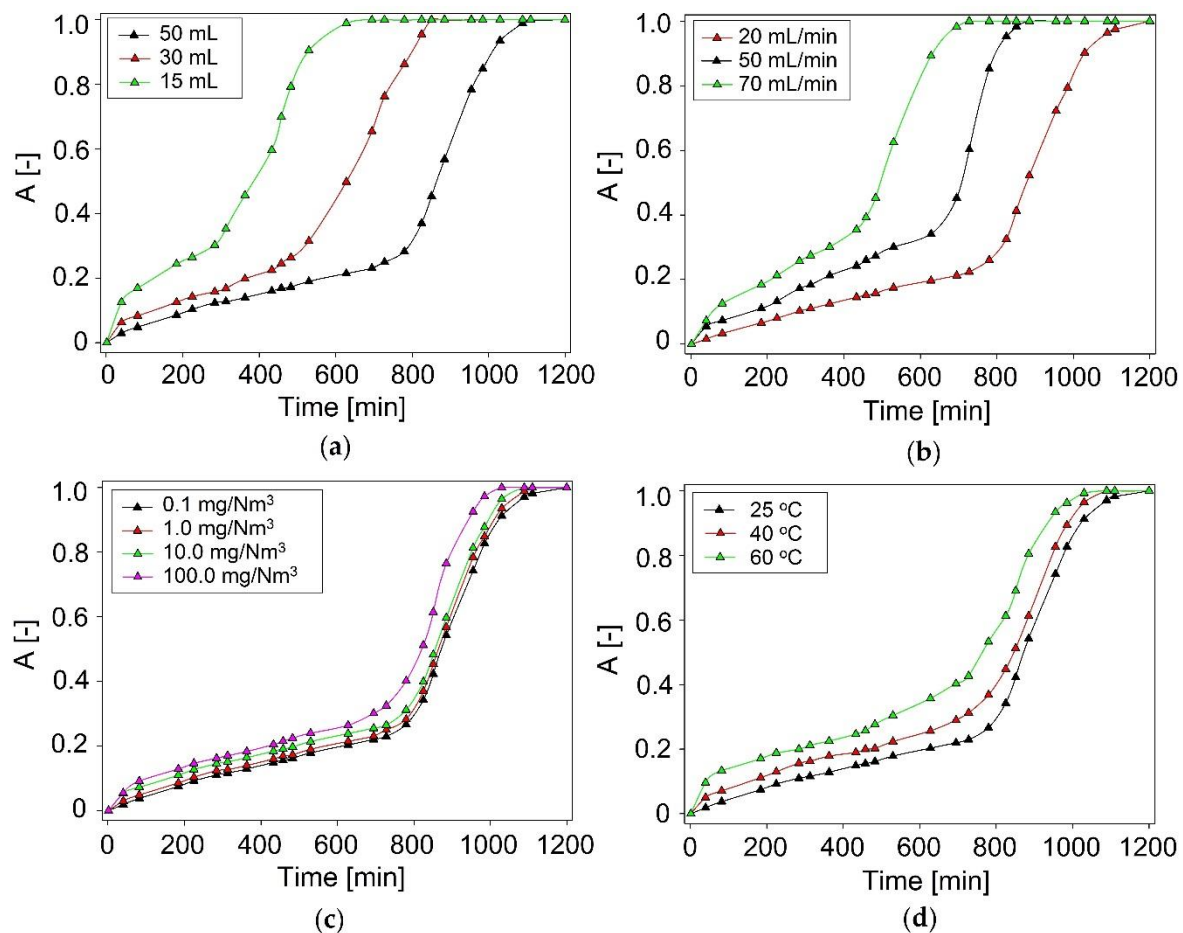 1.0
0.8
0.6
0.4
0.2
0
A [-]
50 mL
30 mL
15 mL
0 200 400 600 800 1000 1200
Time [min]
(a)
1.0
0.8
0.6
0.4
0.2
0
A [-]
20 mL/min
50 mL/min
70 mL/min
0 200 400 600 800 1000 1200
Time [min]
(b)
1.0
0.8
0.6
0.4
0.2
0
A [-]
0.1 mg/Nm³
1.0 mg/Nm³
10.0 mg/Nm³
100.0 mg/Nm³
0 200 400 600 800 1000 1200
Time [min]
(c)
1.0
0.8
0.6
0.4
0.2
0
A [-]
25 ºC
40 ºC
60 ºC
0 200 400 600 800 1000 1200
Time [min]
(d)